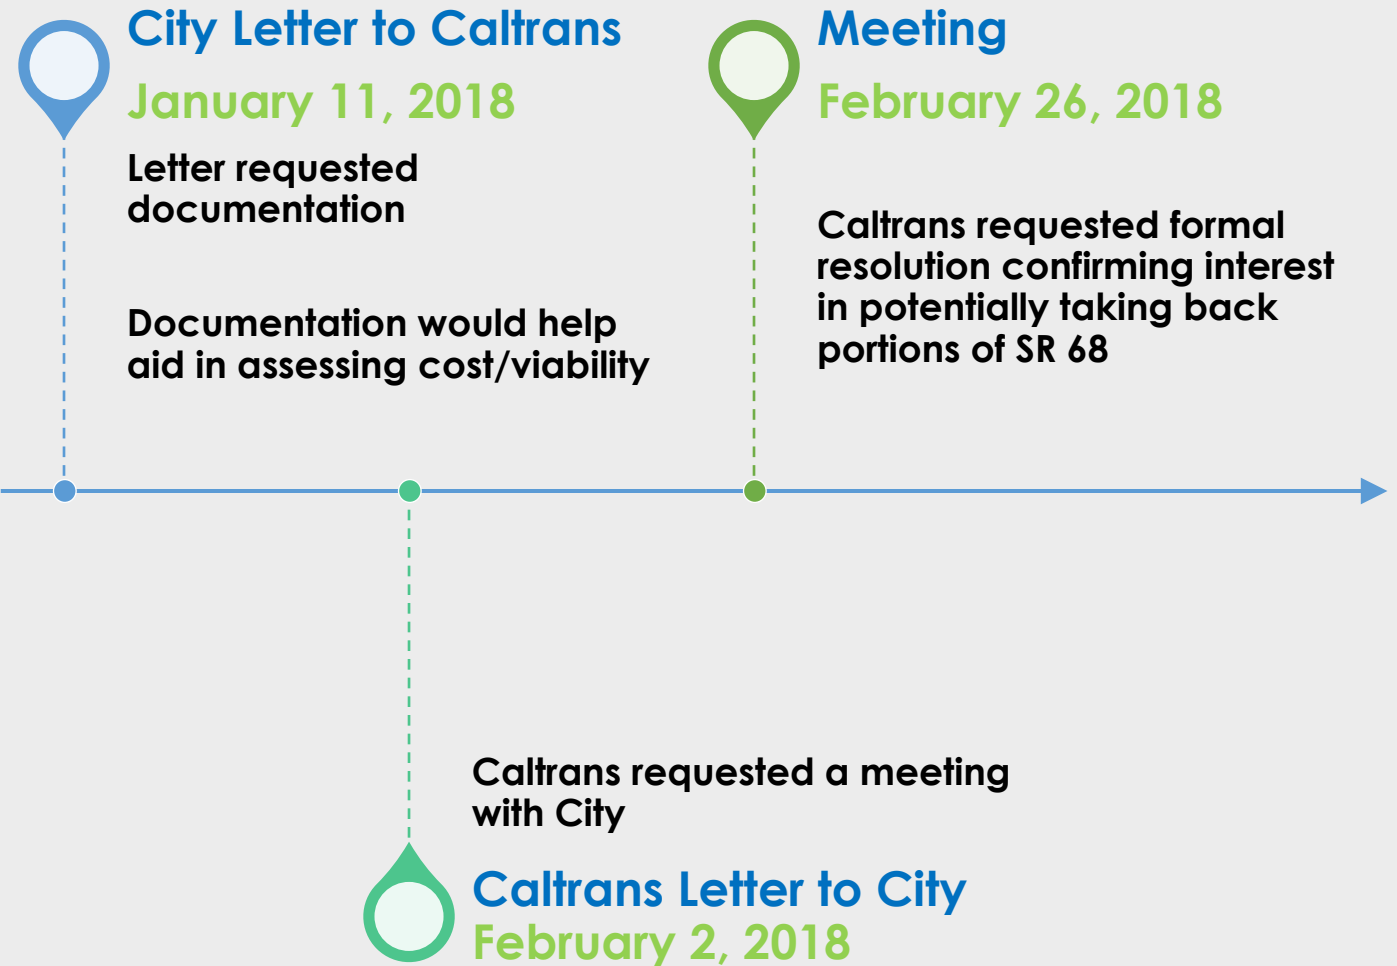 City Letter to Caltrans
January 11, 2018
Letter requested
documentation
Documentation would help
aid in assessing cost/viability
Meeting
February 26, 2018
Caltrans requested formal
resolution confirming interest
in potentially taking back
portions of SR 68
Caltrans requested a meeting
with City
Caltrans Letter to City
February 2, 2018